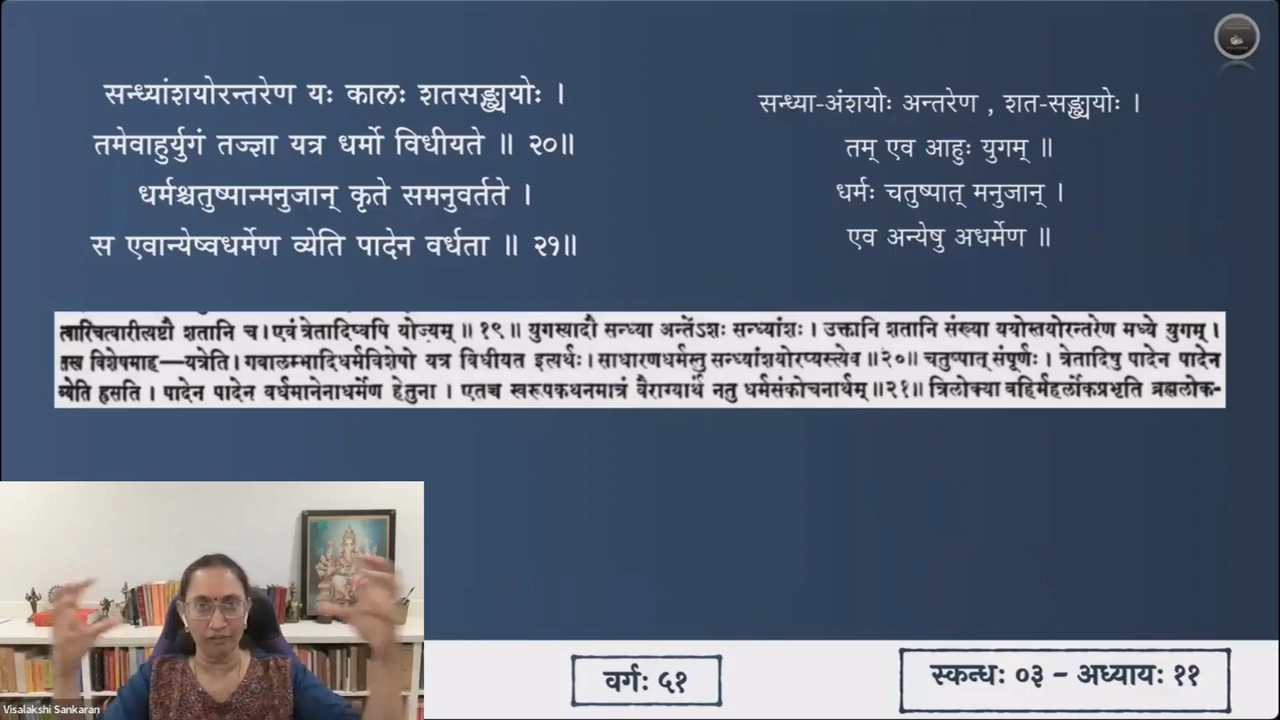 सन्ध्यांशयोरन्तरेण यः कालः शतसङ्ख्ययोः ।
तमेवाहुर्युगं तज्ज्ञा यत्र धर्मो विधीयते ॥ २०॥
धर्मश्चतुष्पान्मनुजान् कृते समनुवर्तते ।
स एवान्येष्वधर्मेण व्येति पादेन वर्धता ॥ २१॥
सन्ध्या-अंशयोः अन्तरेण , शत-सङ्ख्ययोः ।
तम् एव आहुः युगम् ॥
धर्मः चतुष्पात् मनुजान् ।
एव अन्येषु अधर्मेण ॥
शतानि च । एवं त्रेतादिष्वपि योज्यम् ॥ १९ ॥ युगस्यादौ सन्ध्या अन्तेंऽशः सन्ध्यांशः । उक्तानि शतानि संख्या ययोस्तयोरन्तरेण मध्ये युगम् ।
विशेषमाह—यत्रेति । गवालम्भादिधर्मविशेषो यत्र विधीयत इत्यर्थः । साधारणधर्मस्तु सन्ध्यांशयोरप्यस्त्येव ॥ २० ॥ चतुष्पात् संपूर्णः । त्रेतादिषु पादेन पादेन
व्येति ह्रसति । पादेन पादेन वर्धमानेनाधर्मेण हेतुना । एतच्च स्वरूपकथनमात्रं वैराग्यार्थं नतु धर्मसंकोचनार्थम् ॥ २१ ॥ त्रिलोक्या बहिर्महर्लोकप्रभृति ब्रह्मलोक-
Visalakshi Sankaran
वर्गः ५१
स्कन्धः ०३ - अध्यायः ११